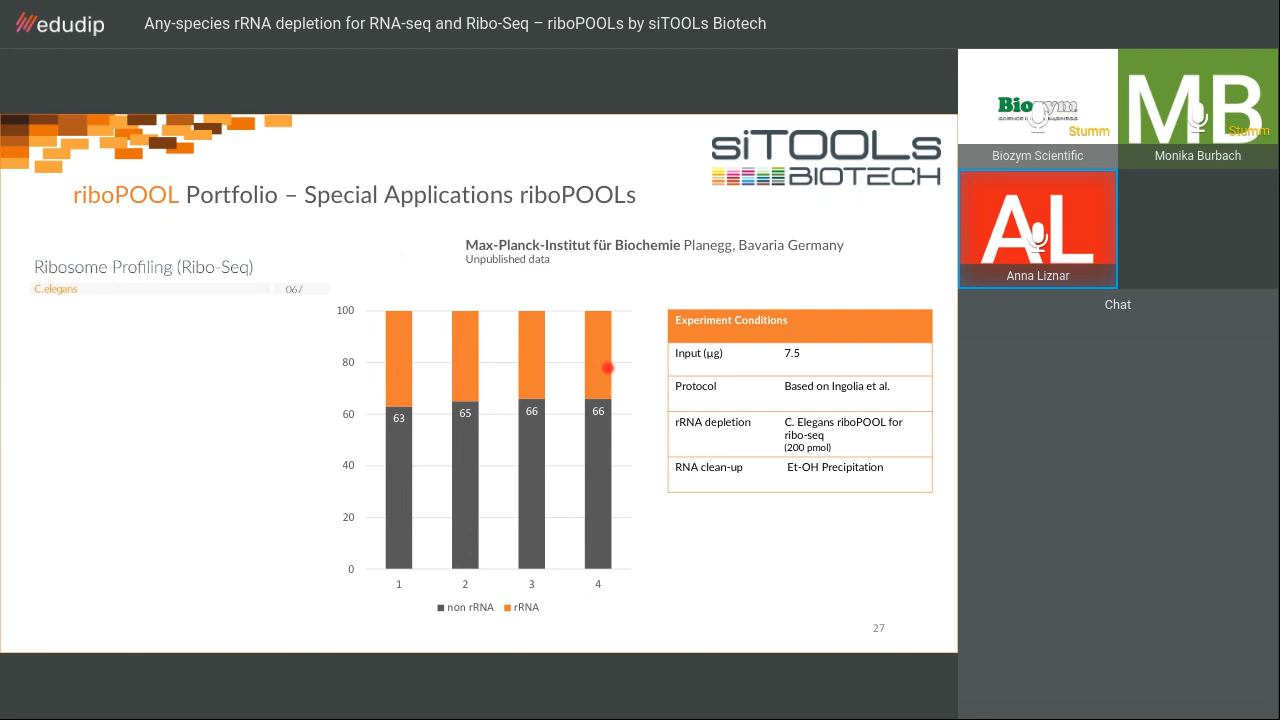 edudip
Any-species rRNA depletion for RNA-seq and Ribo-Seq – riboPOOLs by siTOOLs Biotech
siTOOLs
BIOTECH
riboPOOL Portfolio – Special Applications riboPOOLs
Max-Planck-Institut für Biochemie Planegg, Bavaria Germany
Unpublished data
Ribosome Profiling (Ribo-Seq)
C.elegans 067
100
80
60
40
20
0
63
65
66
66
1 2 3 4
non rRNA rRNA
Experiment Conditions
Input (µg) 7.5
Protocol Based on Ingolia et al.
rRNA depletion C. Elegans riboPOOL for
ribo-seq
(200 pmol)
RNA clean-up Et-OH Precipitation
27
Biozym
Stumm
Biozym Scientific
MB
Stumm
Monika Burbach
AL
Anna Liznar
Chat